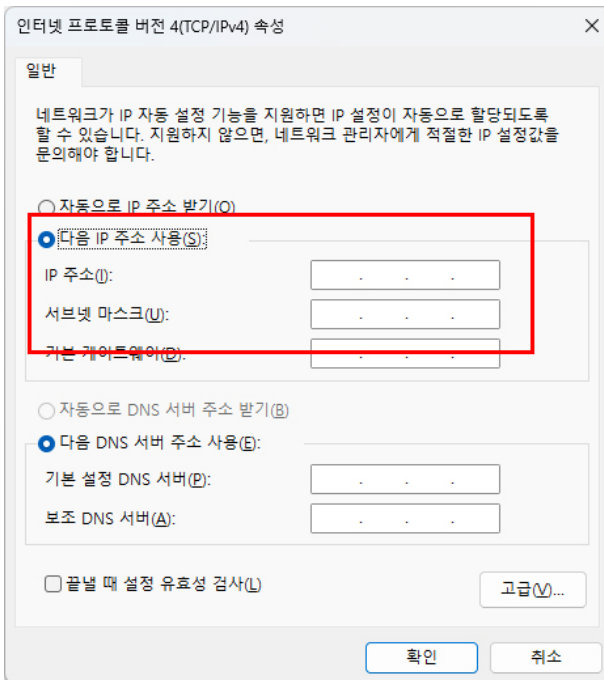 인터넷 프로토콜 버전 4(TCP/IPv4) 속성
일반
네트워크가 IP 자동 설정 기능을 지원하면 IP 설정이 자동으로 할당되도록
할 수 있습니다. 지원하지 않으면, 네트워크 관리자에게 적절한 IP 설정값을
문의해야 합니다.
자동으로 IP 주소 받기(O)
다음 IP 주소 사용(S):
IP 주소(I):
서브넷 마스크(U):
기본 게이트웨이(D):
자동으로 DNS 서버 주소 받기(B)
다음 DNS 서버 주소 사용(E):
기본 설정 DNS 서버(P):
보조 DNS 서버(A):
끝낼 때 설정 유효성 검사(L)
고급(V)...
확인
취소